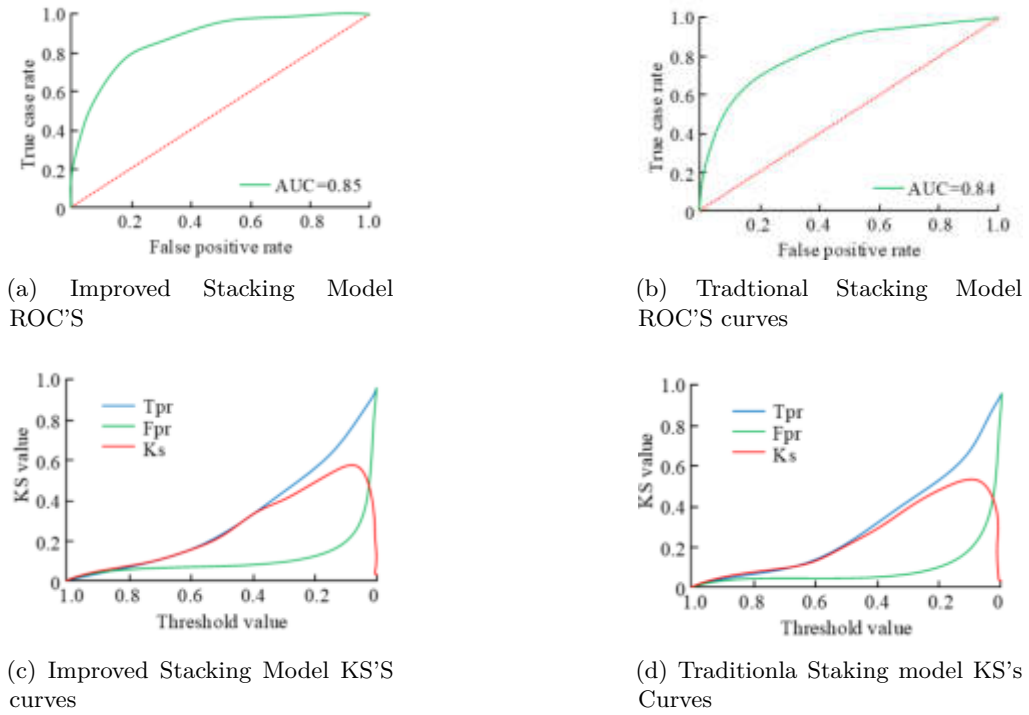 1.0
0.8
0.6
0.4
0.2
0
True case rate
AUC=0.85
0.2 0.4 0.6 0.8 1.0
False positive rate
(a) Improved Stacking Model
ROC'S
1.0
0.8
0.6
0.4
0.2
0
True case rate
AUC=0.84
0.2 0.4 0.6 0.8 1.0
False positive rate
(b) Tradtional Stacking Model
ROC'S curves
1.0
0.8
0.6
0.4
0.2
0
KS value
Tpr
Fpr
Ks
1.0 0.8 0.6 0.4 0.2 0
Threshold value
(c) Improved Stacking Model KS'S
curves
1.0
0.8
0.6
0.4
0.2
0
KS value
Tpr
Fpr
Ks
1.0 0.8 0.6 0.4 0.2 0
Threshold value
(d) Traditionla Staking model KS's
Curves